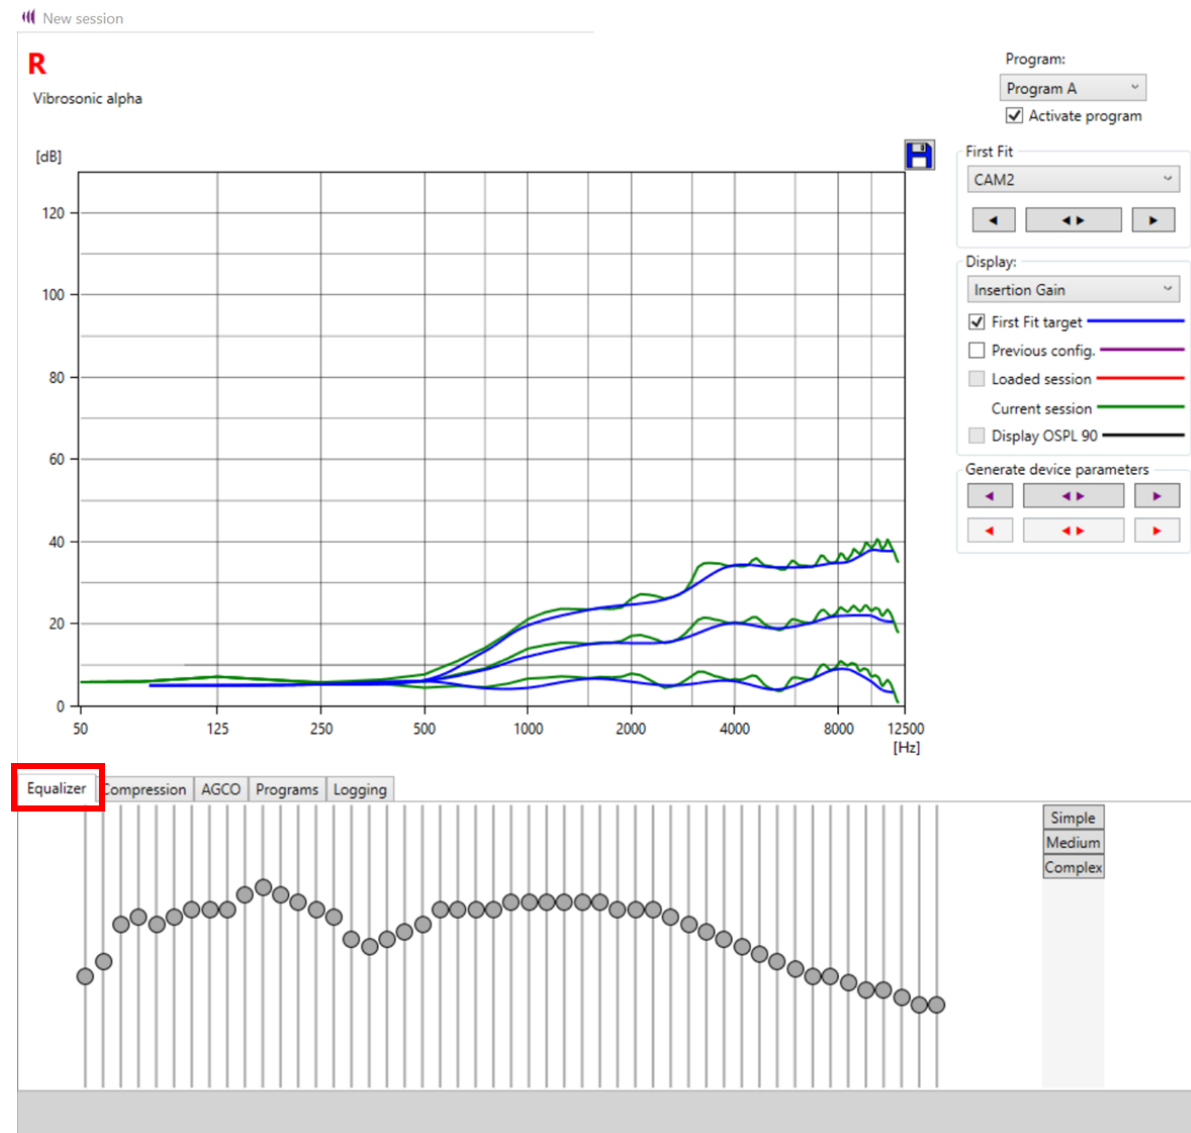 New session
R
Vibrosonic alpha
Program:
Program A
Activate program
[dB]
First Fit
CAM2
Display:
Insertion Gain
First Fit target
Previous config.
Loaded session
Current session
Display OSPL 90
Generate device parameters
120
100
80
60
40
20
0
50 125 250 500 1000 2000 4000 8000 12500
[Hz]
Equalizer Compression AGCO Programs Logging
Simple
Medium
Complex